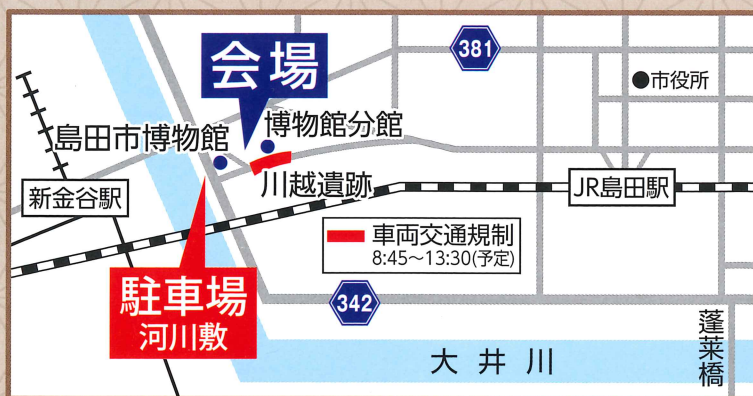 381
会場
●市役所
博物館分館
島田市博物館
川越遺跡
新金谷駅
JR島田駅
車両交通規制
8:45～13:30(予定)
駐車場
河川敷
342
蓬莱橋
大井川